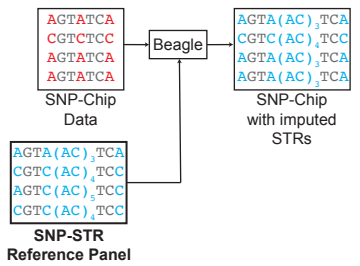 AGTATCA
CGTCTCC
AGTATCA
AGTATCA
SNP-Chip
Data
Beagle
AGTA(AC)₃TCA
CGTC(AC)₄TCC
AGTA(AC)₃TCA
AGTA(AC)₃TCA
SNP-Chip
with imputed
STRs
AGTA(AC)₃TCA
CGTC(AC)₄TCC
AGTC(AC)₅TCC
CGTC(AC)₄TCC
SNP-STR
Reference Panel